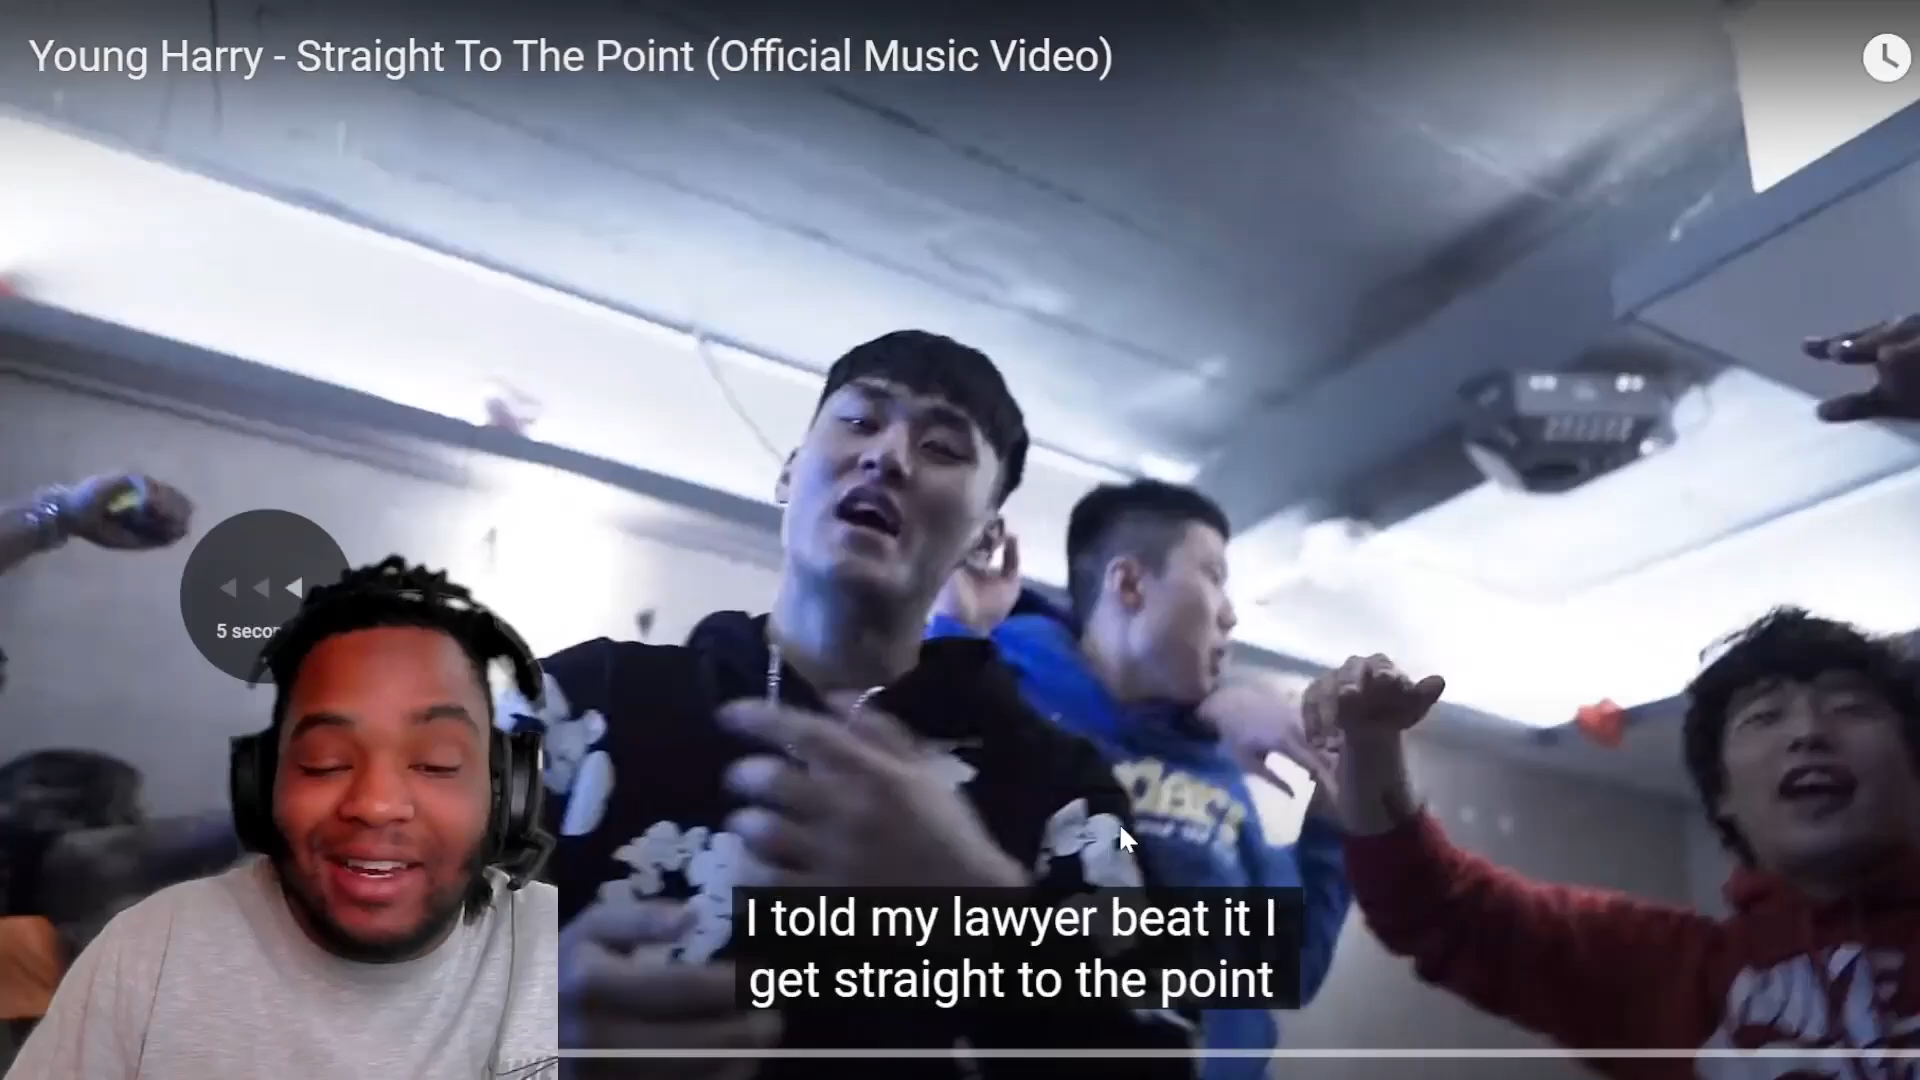 Young Harry - Straight To The Point (Official Music Video)
5 secon
I told my lawyer beat it I
get straight to the point